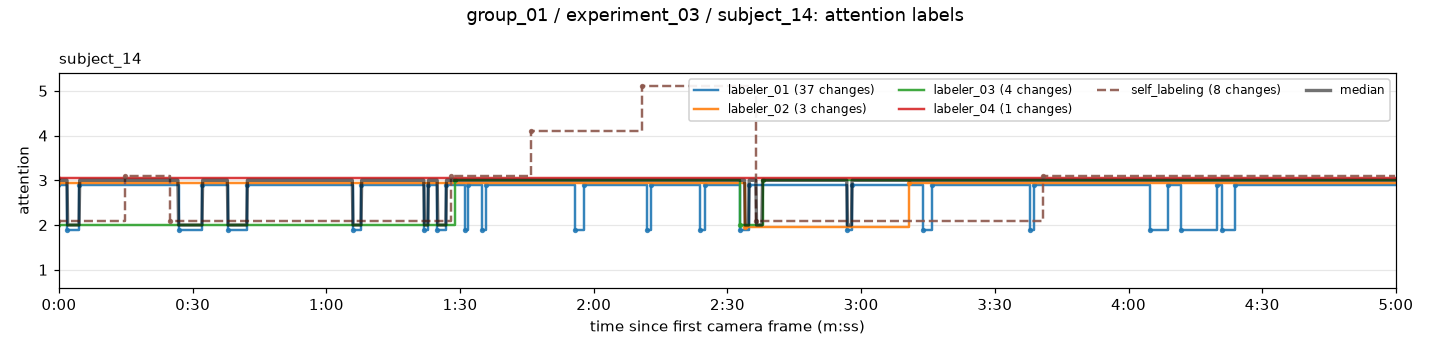 group_01 / experiment_03 / subject_14: attention labels
subject_14
labeler_01 (37 changes)
labeler_02 (3 changes)
labeler_03 (4 changes)
labeler_04 (1 changes)
self_labeling (8 changes)
median
attention
5
4
3
2
1
0:00 0:30 1:00 1:30 2:00 2:30 3:00 3:30 4:00 4:30 5:00
time since first camera frame (m:ss)